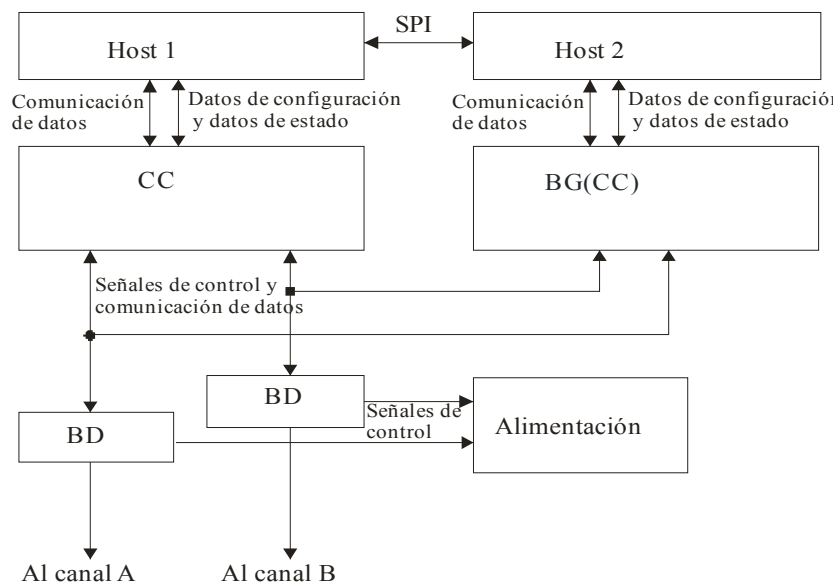 SPI
Host 1
Host 2
Comunicación
de datos
Datos de configuración
y datos de estado
Comunicación
de datos
Datos de configuración
y datos de estado
CC
BG(CC)
Señales de control y
comunicación de datos
BD
Señales de
control
Alimentación
BD
Al canal A
Al canal B